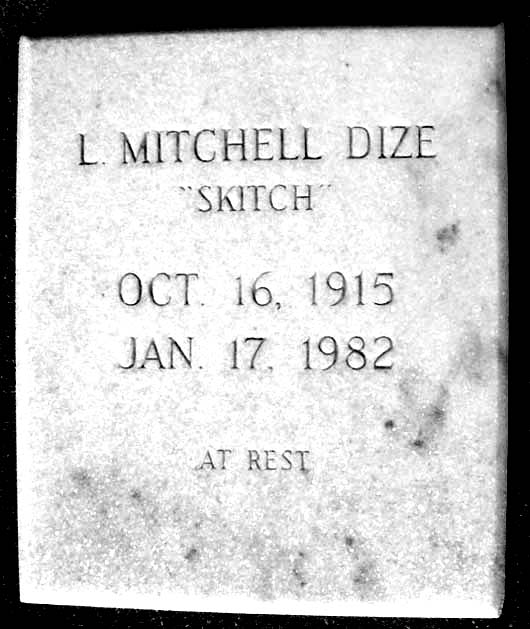 L. MITCHELL DIZE
"SKITCH"
OCT. 16, 1915
JAN. 17, 1982
AT REST